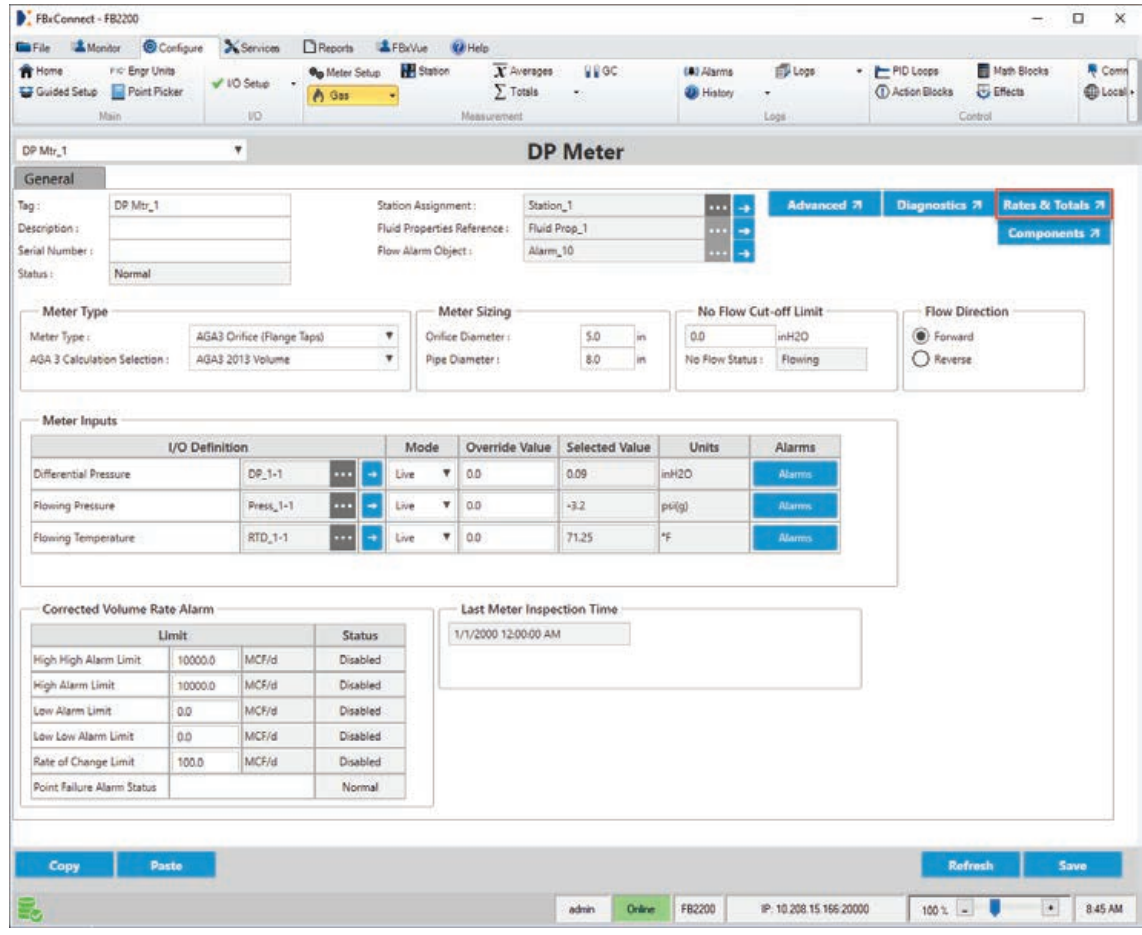 FBxConnect - FB2200
File Monitor Configure Services Reports FBxVue Help
Home Engr Units I/O Setup Meter Setup Station Averages GC Alarms Logs PID Loops Math Blocks Comm
Guided Setup Point Picker Gas Totals History Action Blocks Effects Local
Main I/O Measurement Logs Control
DP Mtr_1 DP Meter
General
Tag : DP Mtr_1 Station Assignment : Station_1 ... Advanced Diagnostics Rates & Totals
Description : Fluid Properties Reference : Fluid Prop_1 ... Components
Serial Number : Flow Alarm Object : Alarm_10 ...
Status : Normal
Meter Type Meter Sizing No Flow Cut-off Limit Flow Direction
Meter Type : AGA3 Orifice (Flange Taps) Orifice Diameter : 5.0 in 0.0 inH2O Forward
AGA 3 Calculation Selection : AGA3 2013 Volume Pipe Diameter : 8.0 in No Flow Status : Flowing Reverse
Meter Inputs
I/O Definition Mode Override Value Selected Value Units Alarms
Differential Pressure DP_1-1 ... Live 0.0 0.09 inH2O Alarms
Flowing Pressure Press_1-1 ... Live 0.0 -3.2 psi(g) Alarms
Flowing Temperature RTD_1-1 ... Live 0.0 71.25 °F Alarms
Corrected Volume Rate Alarm Last Meter Inspection Time
Limit Status 1/1/2000 12:00:00 AM
High High Alarm Limit 10000.0 MCF/d Disabled
High Alarm Limit 10000.0 MCF/d Disabled
Low Alarm Limit 0.0 MCF/d Disabled
Low Low Alarm Limit 0.0 MCF/d Disabled
Rate of Change Limit 100.0 MCF/d Disabled
Point Failure Alarm Status Normal
Copy Paste Refresh Save
admin Online FB2200 IP: 10.208.15.166:20000 100 % - + 8:45 AM